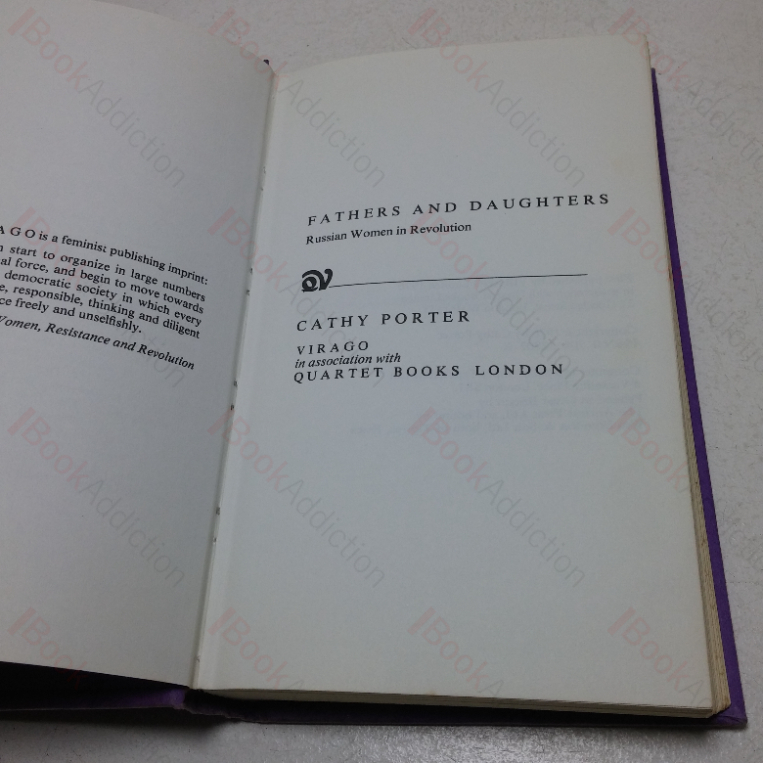 A G O is a feminist publishing imprint:
n start to organize in large numbers
al force, and begin to move towards
democratic society in which every
e, responsible, thinking and diligent
ce freely and unselfishly.
Women, Resistance and Revolution
FATHERS AND DAUGHTERS
Russian Women in Revolution
CATHY PORTER
VIRAGO
in association with
QUARTET BOOKS LONDON
BookAddiction